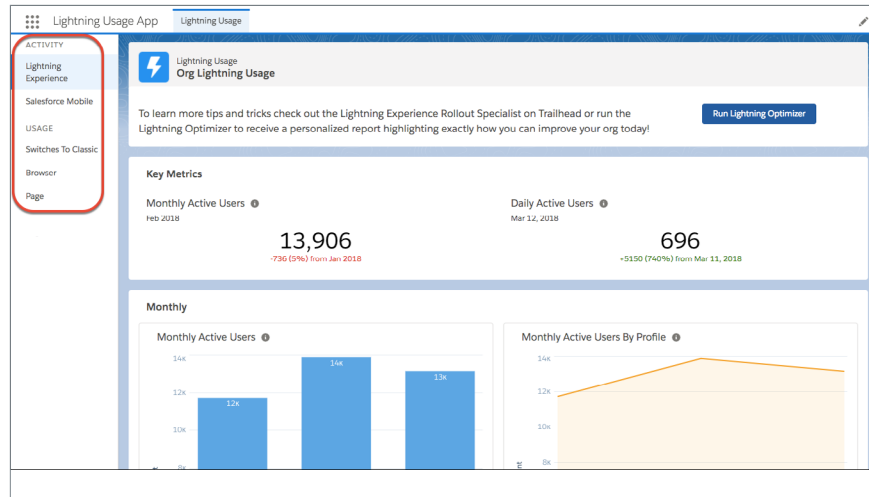 Lightning Usage App
Lightning Usage
ACTIVITY
Lightning
Experience
Salesforce Mobile
USAGE
Switches To Classic
Browser
Page
Lightning Usage
Org Lightning Usage
To learn more tips and tricks check out the Lightning Experience Rollout Specialist on Trailhead or run the
Lightning Optimizer to receive a personalized report highlighting exactly how you can improve your org today!
Run Lightning Optimizer
Key Metrics
Monthly Active Users
Feb 2018
13,906
-736 (5%) from Jan 2018
Daily Active Users
Mar 12, 2018
696
+5150 (740%) from Mar 11, 2018
Monthly
Monthly Active Users
14K
12K
10K
8K
12K
14K
13K
Monthly Active Users By Profile
14K
12K
10K
8K